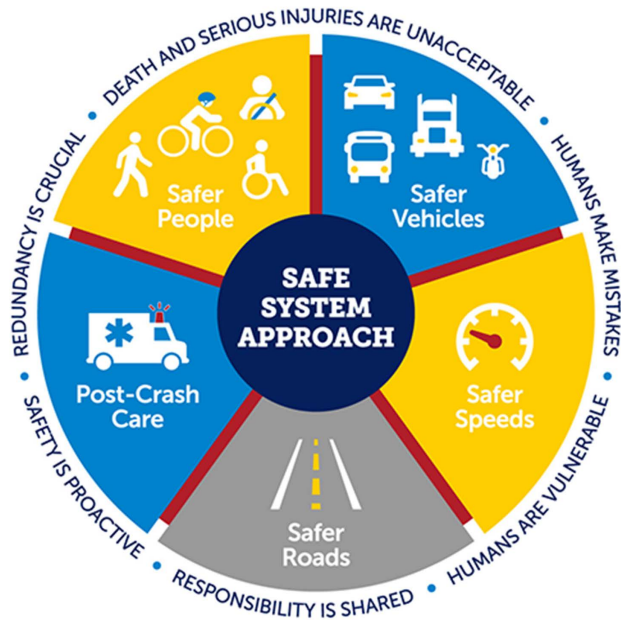 DEATH AND SERIOUS INJURIES ARE UNACCEPTABLE
HUMANS MAKE MISTAKES
HUMANS ARE VULNERABLE
RESPONSIBILITY IS SHARED
SAFETY IS PROACTIVE
REDUNDANCY IS CRUCIAL
Safer
People
Safer
Vehicles
SAFE
SYSTEM
APPROACH
Post-Crash
Care
Safer
Speeds
Safer
Roads